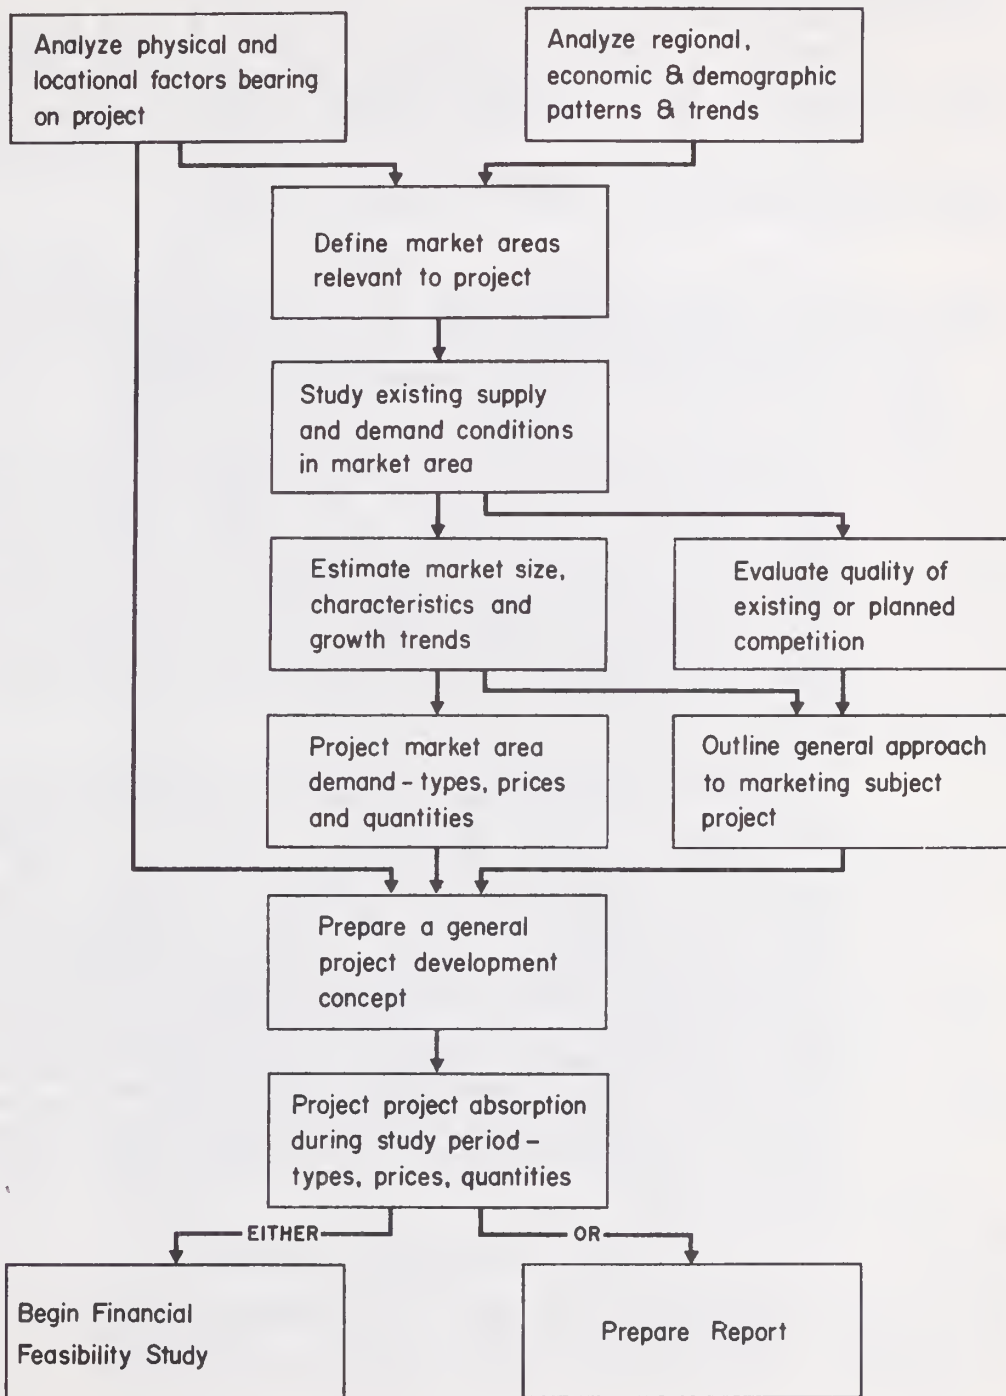 Analyze physical and
locational factors bearing
on project
Analyze regional,
economic & demographic
patterns & trends
Define market areas
relevant to project
Study existing supply
and demand conditions
in market area
Estimate market size,
characteristics and
growth trends
Evaluate quality of
existing or planned
competition
Project market area
demand - types, prices
and quantities
Outline general approach
to marketing subject
project
Prepare a general
project development
concept
Project project absorption
during study period -
types, prices, quantities
EITHER
OR
Begin Financial
Feasibility Study
Prepare Report